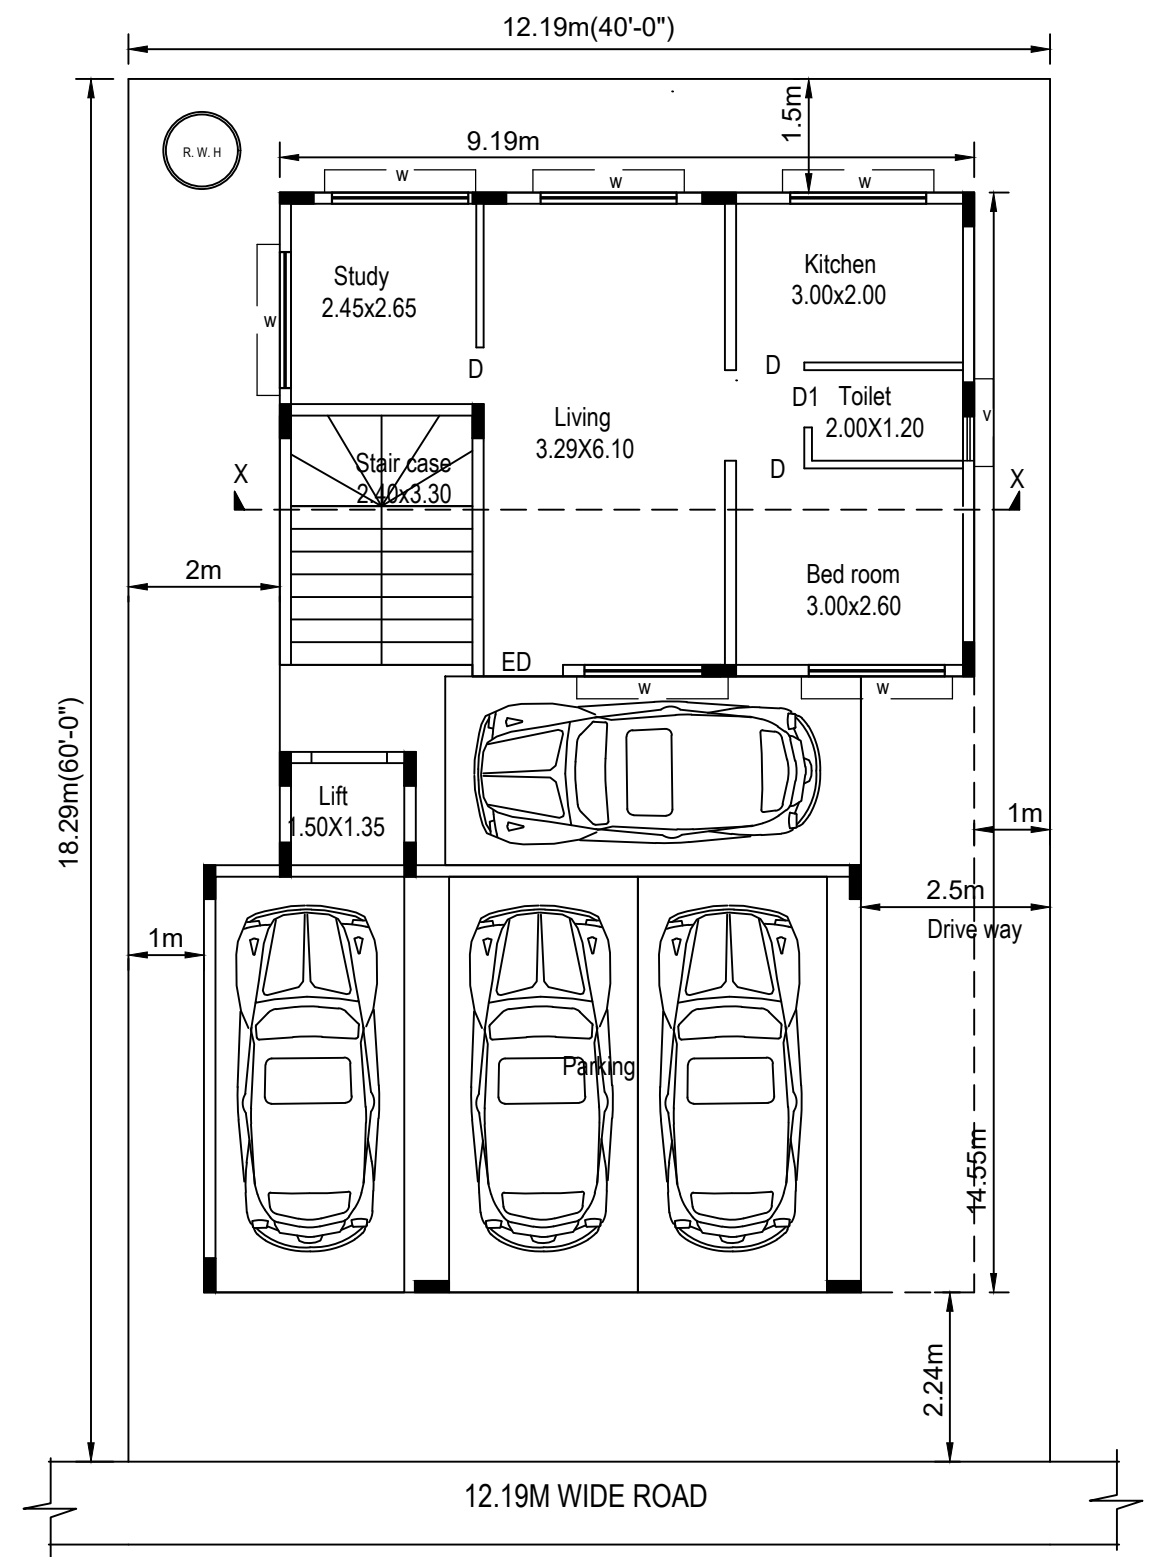 12.19m(40'-0")
1.5m
R. W. H
9.19m
w
w
w
Study
2.45x2.65
Kitchen
3.00x2.00
w
D
D
D1
Toilet
2.00X1.20
v
Living
3.29X6.10
Stair case
2.40x3.30
D
X
X
2m
Bed room
3.00x2.60
ED
w
w
18.29m(60'-0")
Lift
1.50X1.35
1m
2.5m
Drive way
1m
Parking
14.55m
2.24m
12.19M WIDE ROAD